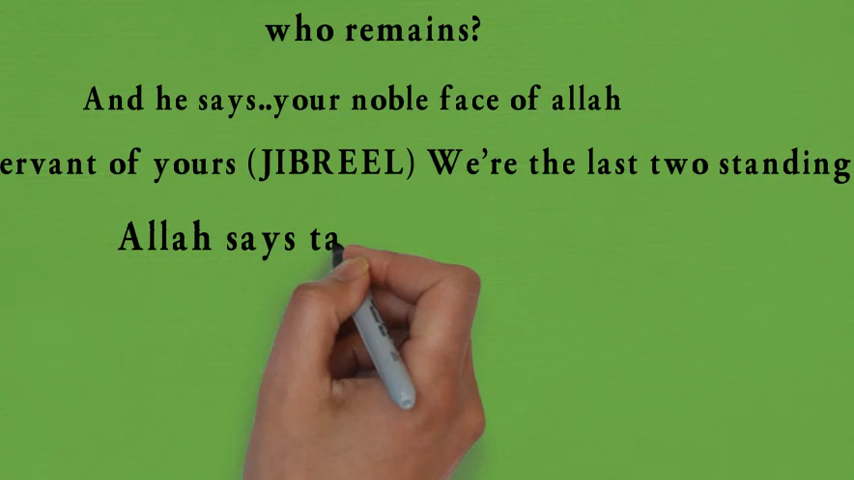 who remains?
And he says..your noble face of allah
ervant of yours (JIBREEL) We're the last two standing
Allah says ta